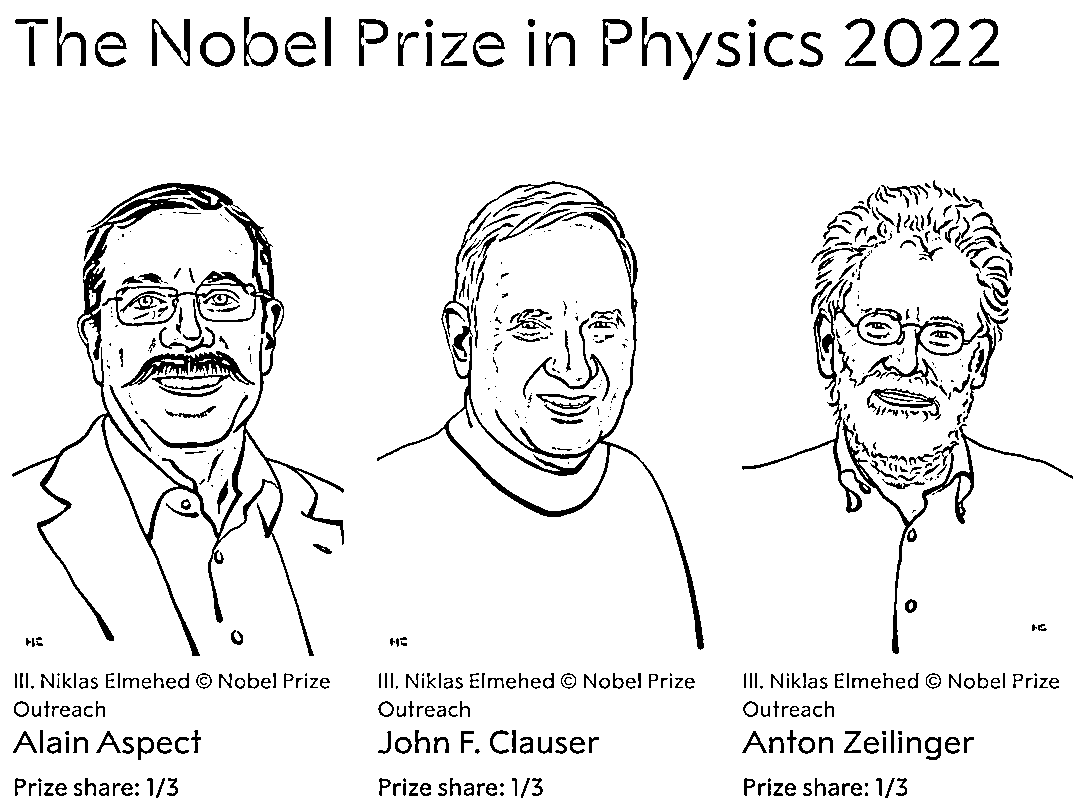 The Nobel Prize in Physics 2022
Ill. Niklas Elmehed © Nobel Prize
Outreach
Alain Aspect
Prize share: 1/3
Ill. Niklas Elmehed © Nobel Prize
Outreach
John F. Clauser
Prize share: 1/3
Ill. Niklas Elmehed © Nobel Prize
Outreach
Anton Zeilinger
Prize share: 1/3